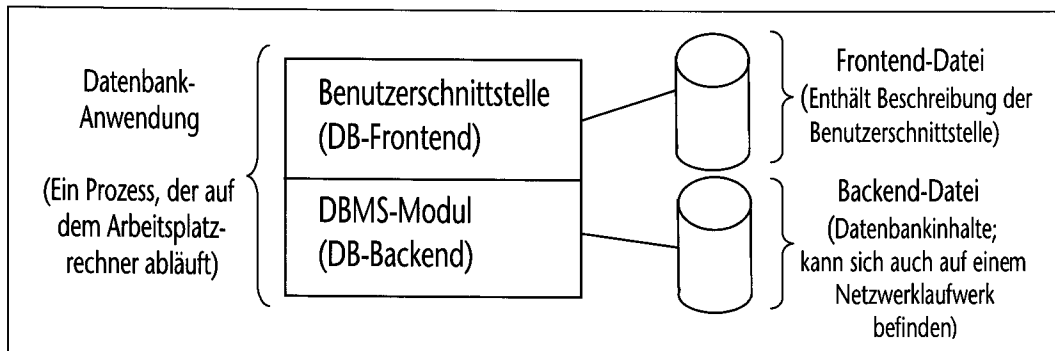 Datenbank-
Anwendung
(Ein Prozess, der auf
dem Arbeitsplatz-
rechner abläuft)
Benutzerschnittstelle
(DB-Frontend)
DBMS-Modul
(DB-Backend)
Frontend-Datei
(Enthält Beschreibung der
Benutzerschnittstelle)
Backend-Datei
(Datenbankinhalte;
kann sich auch auf einem
Netzwerklaufwerk
befinden)